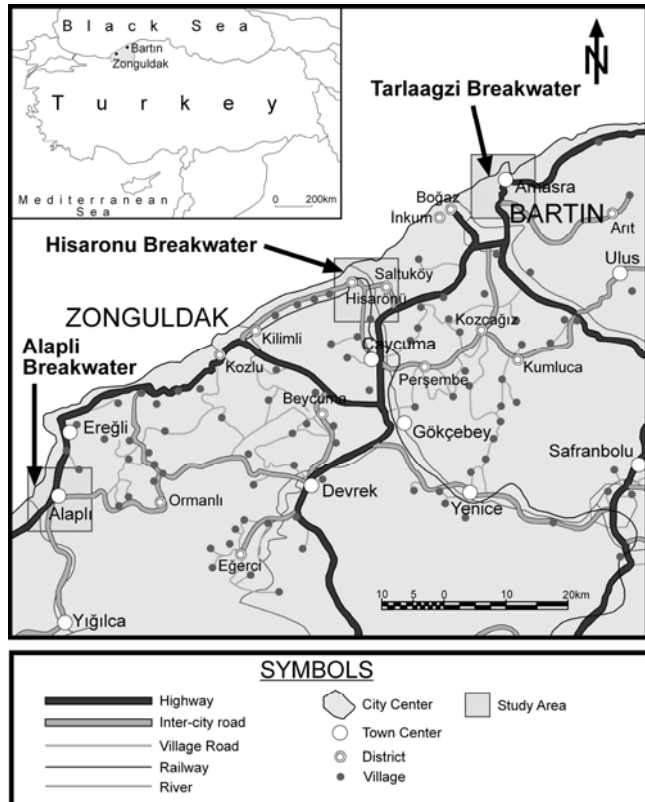 Black Sea
Bartın
Zonguldak
Turkey
Mediterranean
Sea
0 200km
N
Tarlaagzi Breakwater
Amasra
Boğaz
İnkum
BARTIN
Arıt
Hisaronu Breakwater
Ulus
Saltuköy
Hisarönü
ZONGULDAK
Kozcağız
Kilimli
Alapli
Breakwater
Kozlu
Çaycuma
Perşembe
Kumluca
Beycuma
Ereğli
Gökçebey
Safranbolu
Devrek
Alaplı
Ormanlı
Yenice
Eğerci
10 5 0 10 20km
Yığılca
SYMBOLS
Highway
Inter-city road
Village Road
Railway
River
City Center
Town Center
District
Village
Study Area